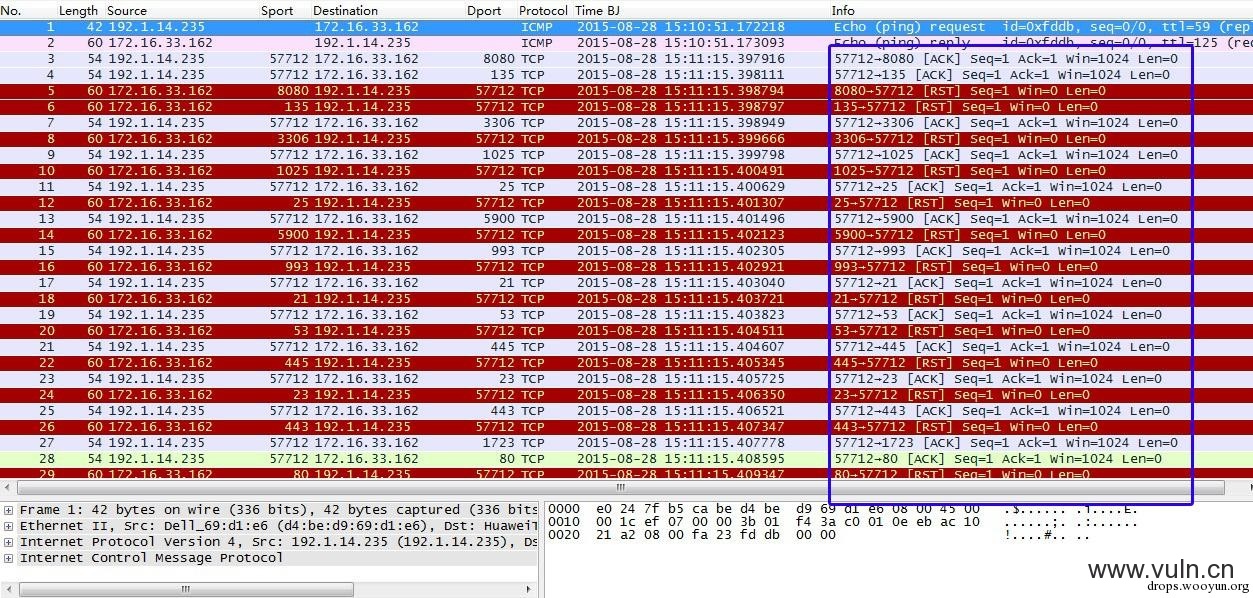 No. Length Source Sport Destination Dport Protocol Time BJ Info
1 42 192.1.14.235 172.16.33.162 ICMP 2015-08-28 15:10:51.172218 Echo (ping) request id=0xfddb, seq=0/0, ttl=59 (rep
2 60 172.16.33.162 192.1.14.235 ICMP 2015-08-28 15:10:51.173093 Echo (ping) reply id=0xfddb, seq=0/0, ttl=125 (rec
3 54 192.1.14.235 57712 172.16.33.162 8080 TCP 2015-08-28 15:11:15.397916 57712→8080 [ACK] Seq=1 Ack=1 Win=1024 Len=0
4 54 192.1.14.235 57712 172.16.33.162 135 TCP 2015-08-28 15:11:15.398111 57712→135 [ACK] Seq=1 Ack=1 Win=1024 Len=0
5 60 172.16.33.162 8080 192.1.14.235 57712 TCP 2015-08-28 15:11:15.398794 8080→57712 [RST] Seq=1 Win=0 Len=0
6 60 172.16.33.162 135 192.1.14.235 57712 TCP 2015-08-28 15:11:15.398797 135→57712 [RST] Seq=1 Win=0 Len=0
7 54 192.1.14.235 57712 172.16.33.162 3306 TCP 2015-08-28 15:11:15.398949 57712→3306 [ACK] Seq=1 Ack=1 Win=1024 Len=0
8 60 172.16.33.162 3306 192.1.14.235 57712 TCP 2015-08-28 15:11:15.399666 3306→57712 [RST] Seq=1 Win=0 Len=0
9 54 192.1.14.235 57712 172.16.33.162 1025 TCP 2015-08-28 15:11:15.399798 57712→1025 [ACK] Seq=1 Ack=1 Win=1024 Len=0
10 60 172.16.33.162 1025 192.1.14.235 57712 TCP 2015-08-28 15:11:15.400491 1025→57712 [RST] Seq=1 Win=0 Len=0
11 54 192.1.14.235 57712 172.16.33.162 25 TCP 2015-08-28 15:11:15.400629 57712→25 [ACK] Seq=1 Ack=1 Win=1024 Len=0
12 60 172.16.33.162 25 192.1.14.235 57712 TCP 2015-08-28 15:11:15.401307 25→57712 [RST] Seq=1 Win=0 Len=0
13 54 192.1.14.235 57712 172.16.33.162 5900 TCP 2015-08-28 15:11:15.401496 57712→5900 [ACK] Seq=1 Ack=1 Win=1024 Len=0
14 60 172.16.33.162 5900 192.1.14.235 57712 TCP 2015-08-28 15:11:15.402123 5900→57712 [RST] Seq=1 Win=0 Len=0
15 54 192.1.14.235 57712 172.16.33.162 993 TCP 2015-08-28 15:11:15.402305 57712→993 [ACK] Seq=1 Ack=1 Win=1024 Len=0
16 60 172.16.33.162 993 192.1.14.235 57712 TCP 2015-08-28 15:11:15.402921 993→57712 [RST] Seq=1 Win=0 Len=0
17 54 192.1.14.235 57712 172.16.33.162 21 TCP 2015-08-28 15:11:15.403040 57712→21 [ACK] Seq=1 Ack=1 Win=1024 Len=0
18 60 172.16.33.162 21 192.1.14.235 57712 TCP 2015-08-28 15:11:15.403721 21→57712 [RST] Seq=1 Win=0 Len=0
19 54 192.1.14.235 57712 172.16.33.162 53 TCP 2015-08-28 15:11:15.403823 57712→53 [ACK] Seq=1 Ack=1 Win=1024 Len=0
20 60 172.16.33.162 53 192.1.14.235 57712 TCP 2015-08-28 15:11:15.404511 53→57712 [RST] Seq=1 Win=0 Len=0
21 54 192.1.14.235 57712 172.16.33.162 445 TCP 2015-08-28 15:11:15.404607 57712→445 [ACK] Seq=1 Ack=1 Win=1024 Len=0
22 60 172.16.33.162 445 192.1.14.235 57712 TCP 2015-08-28 15:11:15.405345 445→57712 [RST] Seq=1 Win=0 Len=0
23 54 192.1.14.235 57712 172.16.33.162 23 TCP 2015-08-28 15:11:15.405725 57712→23 [ACK] Seq=1 Ack=1 Win=1024 Len=0
24 60 172.16.33.162 23 192.1.14.235 57712 TCP 2015-08-28 15:11:15.406350 23→57712 [RST] Seq=1 Win=0 Len=0
25 54 192.1.14.235 57712 172.16.33.162 443 TCP 2015-08-28 15:11:15.406521 57712→443 [ACK] Seq=1 Ack=1 Win=1024 Len=0
26 60 172.16.33.162 443 192.1.14.235 57712 TCP 2015-08-28 15:11:15.407347 443→57712 [RST] Seq=1 Win=0 Len=0
27 54 192.1.14.235 57712 172.16.33.162 1723 TCP 2015-08-28 15:11:15.407778 57712→1723 [ACK] Seq=1 Ack=1 Win=1024 Len=0
28 54 192.1.14.235 57712 172.16.33.162 80 TCP 2015-08-28 15:11:15.408595 57712→80 [ACK] Seq=1 Ack=1 Win=1024 Len=0
29 60 172.16.33.162 80 192.1.14.235 57712 TCP 2015-08-28 15:11:15.409347 80→57712 [RST] Seq=1 Win=0 Len=0
Frame 1: 42 bytes on wire (336 bits), 42 bytes captured (336 bits
Ethernet II, Src: Dell_69:d1:e6 (d4:be:d9:69:d1:e6), Dst: HuaweiT
Internet Protocol Version 4, Src: 192.1.14.235 (192.1.14.235), Ds
Internet Control Message Protocol
0000 e0 24 7f b5 ca be d4 be d9 69 d1 e6 08 00 45 00 .$...... .i....E.
0010 00 1c ef 07 00 00 3b 01 f4 3a c0 01 0e eb ac 10 ......;. .:......
0020 21 a2 08 00 fa 23 fd db 00 00 !....#.. ..
www.vuln.cn
drops.wooyun.org